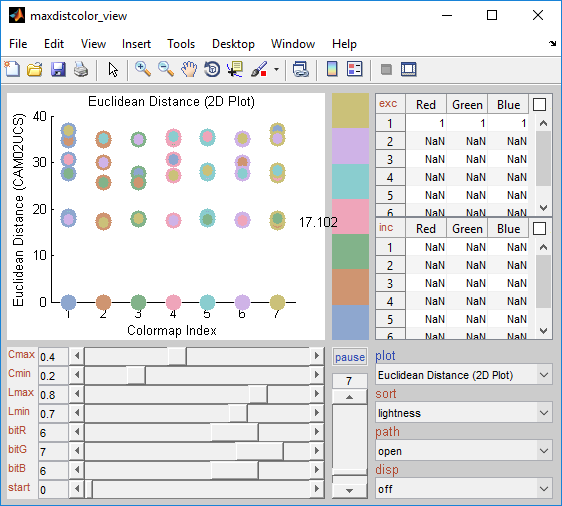 maxdistcolor_view
File Edit View Insert Tools Desktop Window Help
Euclidean Distance (2D Plot)
Euclidean Distance (CAM02UCS)
40
30
20
10
0
17.102
1 2 3 4 5 6 7
Colormap Index
exc Red Green Blue
1 1 1 1
2 NaN NaN NaN
3 NaN NaN NaN
4 NaN NaN NaN
5 NaN NaN NaN
6 NaN NaN NaN
inc Red Green Blue
1 NaN NaN NaN
2 NaN NaN NaN
3 NaN NaN NaN
4 NaN NaN NaN
5 NaN NaN NaN
6 NaN NaN NaN
Cmax 0.4
Cmin 0.2
Lmax 0.8
Lmin 0.7
bitR 6
bitG 7
bitB 6
start 0
pause
7
plot
Euclidean Distance (2D Plot)
sort
lightness
path
open
disp
off